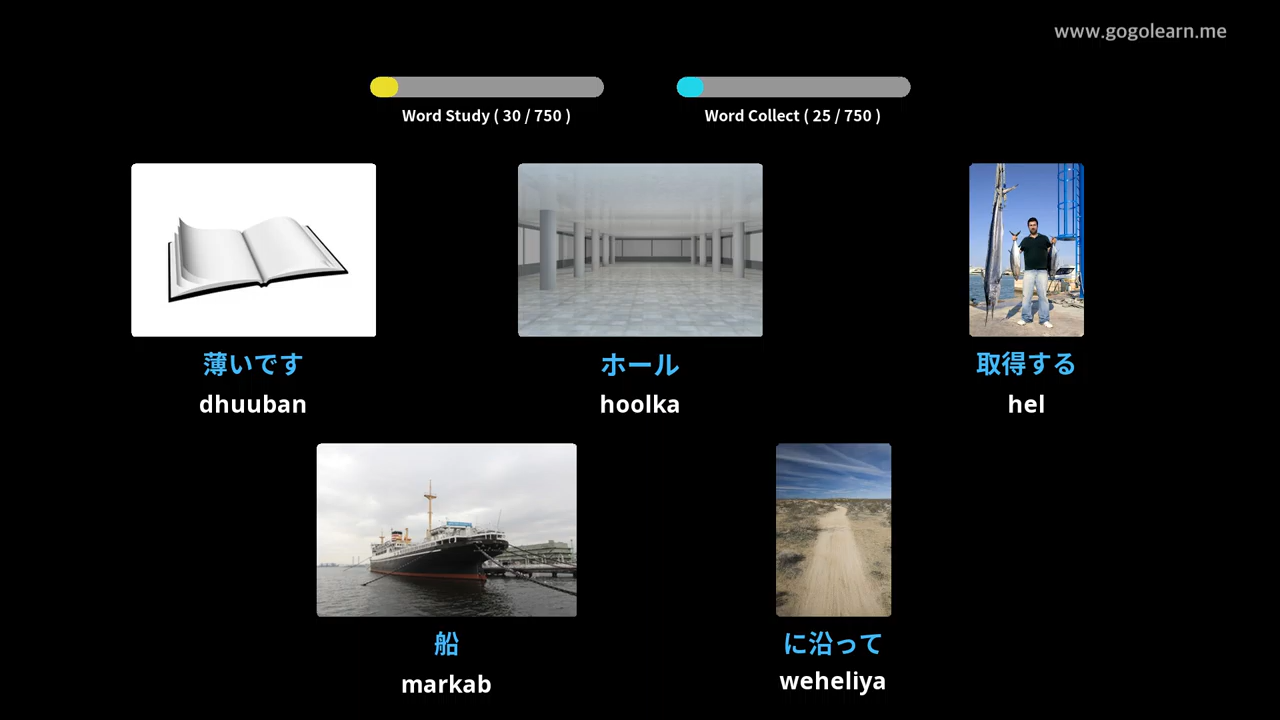 www.gogolearn.me
Word Study ( 30 / 750 )
Word Collect ( 25 / 750 )
薄いです
dhuuban
ホール
hoolka
取得する
hel
船
markab
に沿って
weheliya